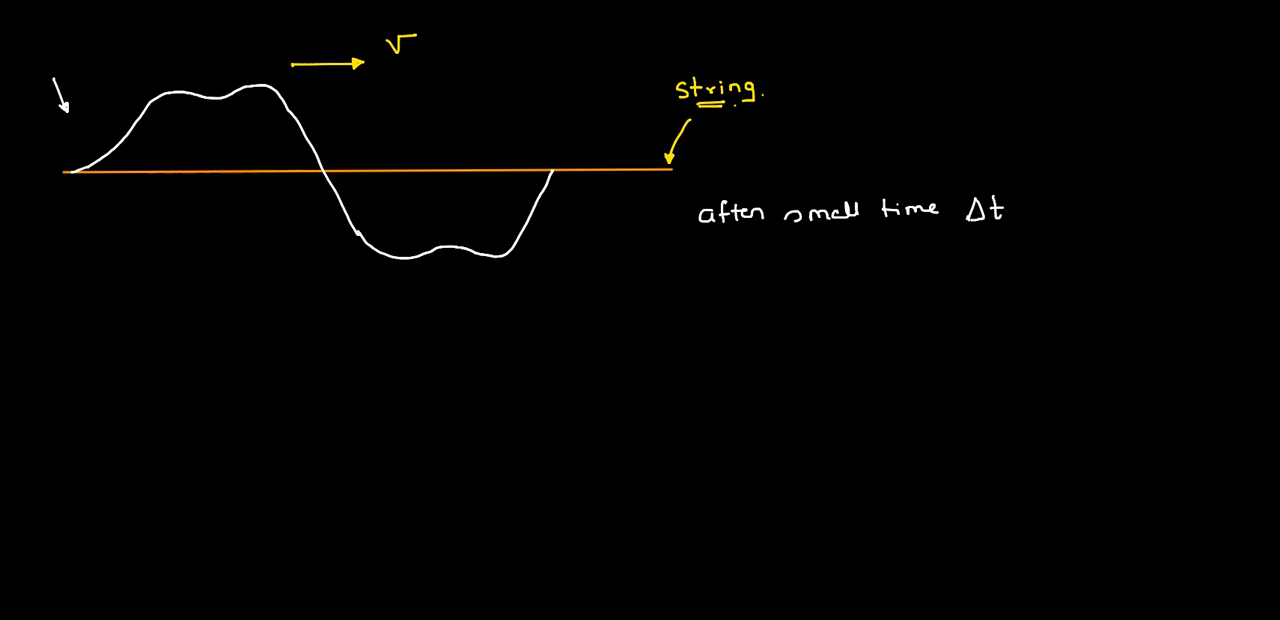 v
string.
after small time Δt